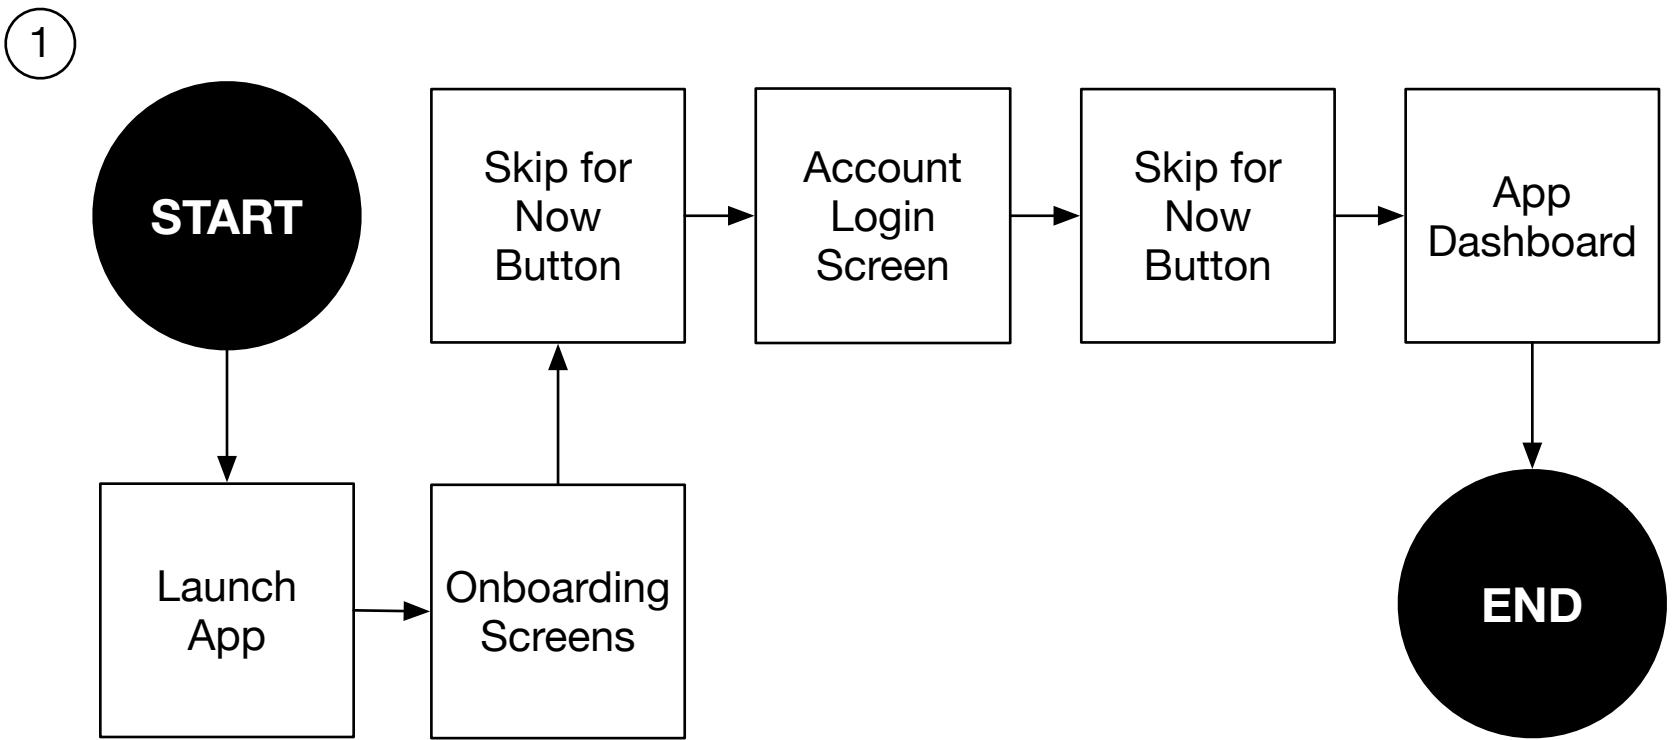 1
START
Launch
App
Onboarding
Screens
Skip for
Now
Button
Account
Login
Screen
Skip for
Now
Button
App
Dashboard
END